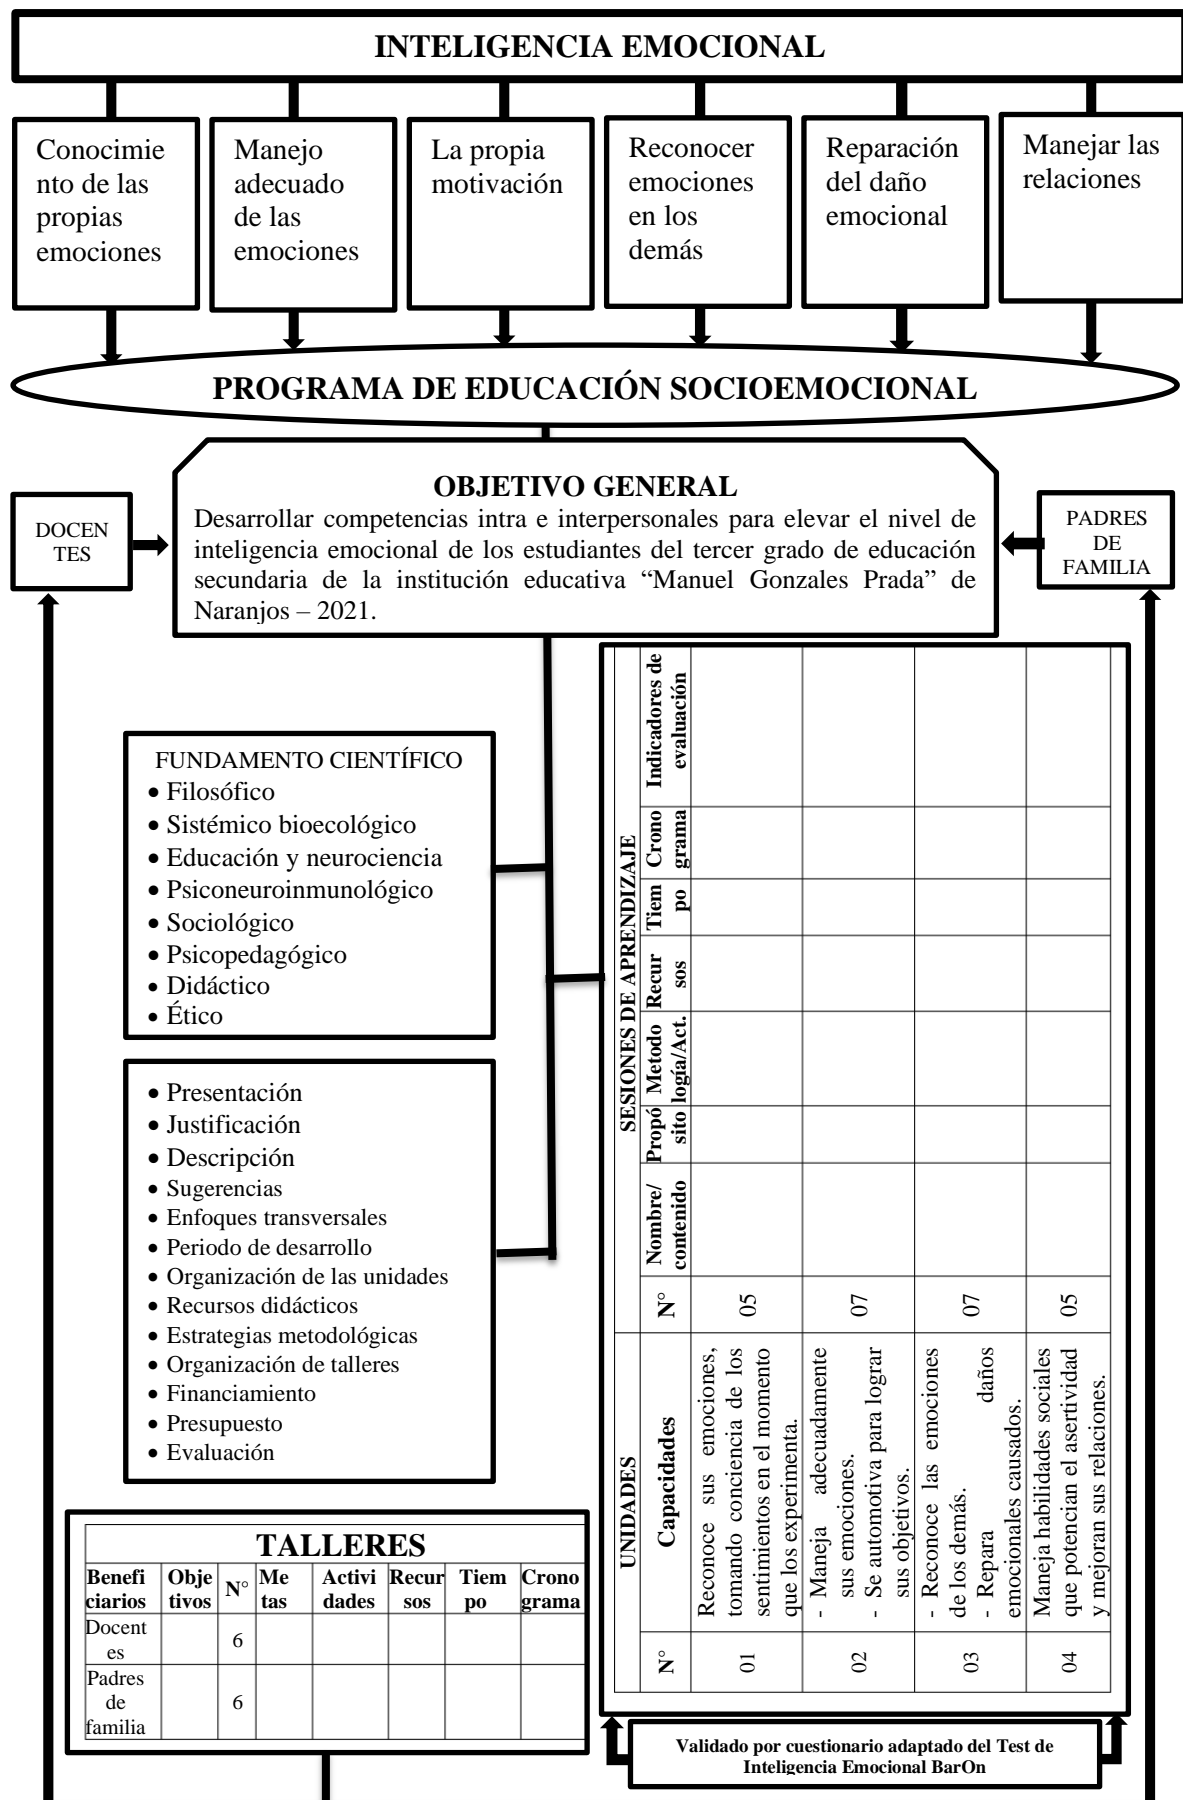 INTELIGENCIA EMOCIONAL
Conocimie
nto de las
propias
emociones
Manejo
adecuado
de las
emociones
La propia
motivación
Reconocer
emociones
en los
demás
Reparación
del daño
emocional
Manejar las
relaciones
PROGRAMA DE EDUCACIÓN SOCIOEMOCIONAL
OBJETIVO GENERAL
Desarrollar competencias intra e interpersonales para elevar el nivel de
inteligencia emocional de los estudiantes del tercer grado de educación
secundaria de la institución educativa “Manuel Gonzales Prada” de
Naranjos – 2021.
DOCEN
TES
PADRES
DE
FAMILIA
FUNDAMENTO CIENTÍFICO
• Filosófico
• Sistémico bioecológico
• Educación y neurociencia
• Psiconeuroinmunológico
• Sociológico
• Psicopedagógico
• Didáctico
• Ético
• Presentación
• Justificación
• Descripción
• Sugerencias
• Enfoques transversales
• Periodo de desarrollo
• Organización de las unidades
• Recursos didácticos
• Estrategias metodológicas
• Organización de talleres
• Financiamiento
• Presupuesto
• Evaluación
UNIDADES
SESIONES DE APRENDIZAJE
N°
Capacidades
N°
Nombre/
contenido
Propó
sito
Metodo
logía/Act.
Recur
sos
Tiem
po
Crono
grama
Indicadores de
evaluación
01
Reconoce sus emociones,
tomando conciencia de los
sentimientos en el momento
que los experimenta.
05
02
- Maneja adecuadamente
sus emociones.
- Se automotiva para lograr
sus objetivos.
07
03
- Reconoce las emociones
de los demás.
- Repara daños
emocionales causados.
07
04
Maneja habilidades sociales
que potencian el asertividad
y mejoran sus relaciones.
05
TALLERES
Benefi
ciarios
Obje
tivos
N°
Me
tas
Activi
dades
Recur
sos
Tiem
po
Crono
grama
Docent
es
6
Padres
de
familia
6
Validado por cuestionario adaptado del Test de
Inteligencia Emocional BarOn